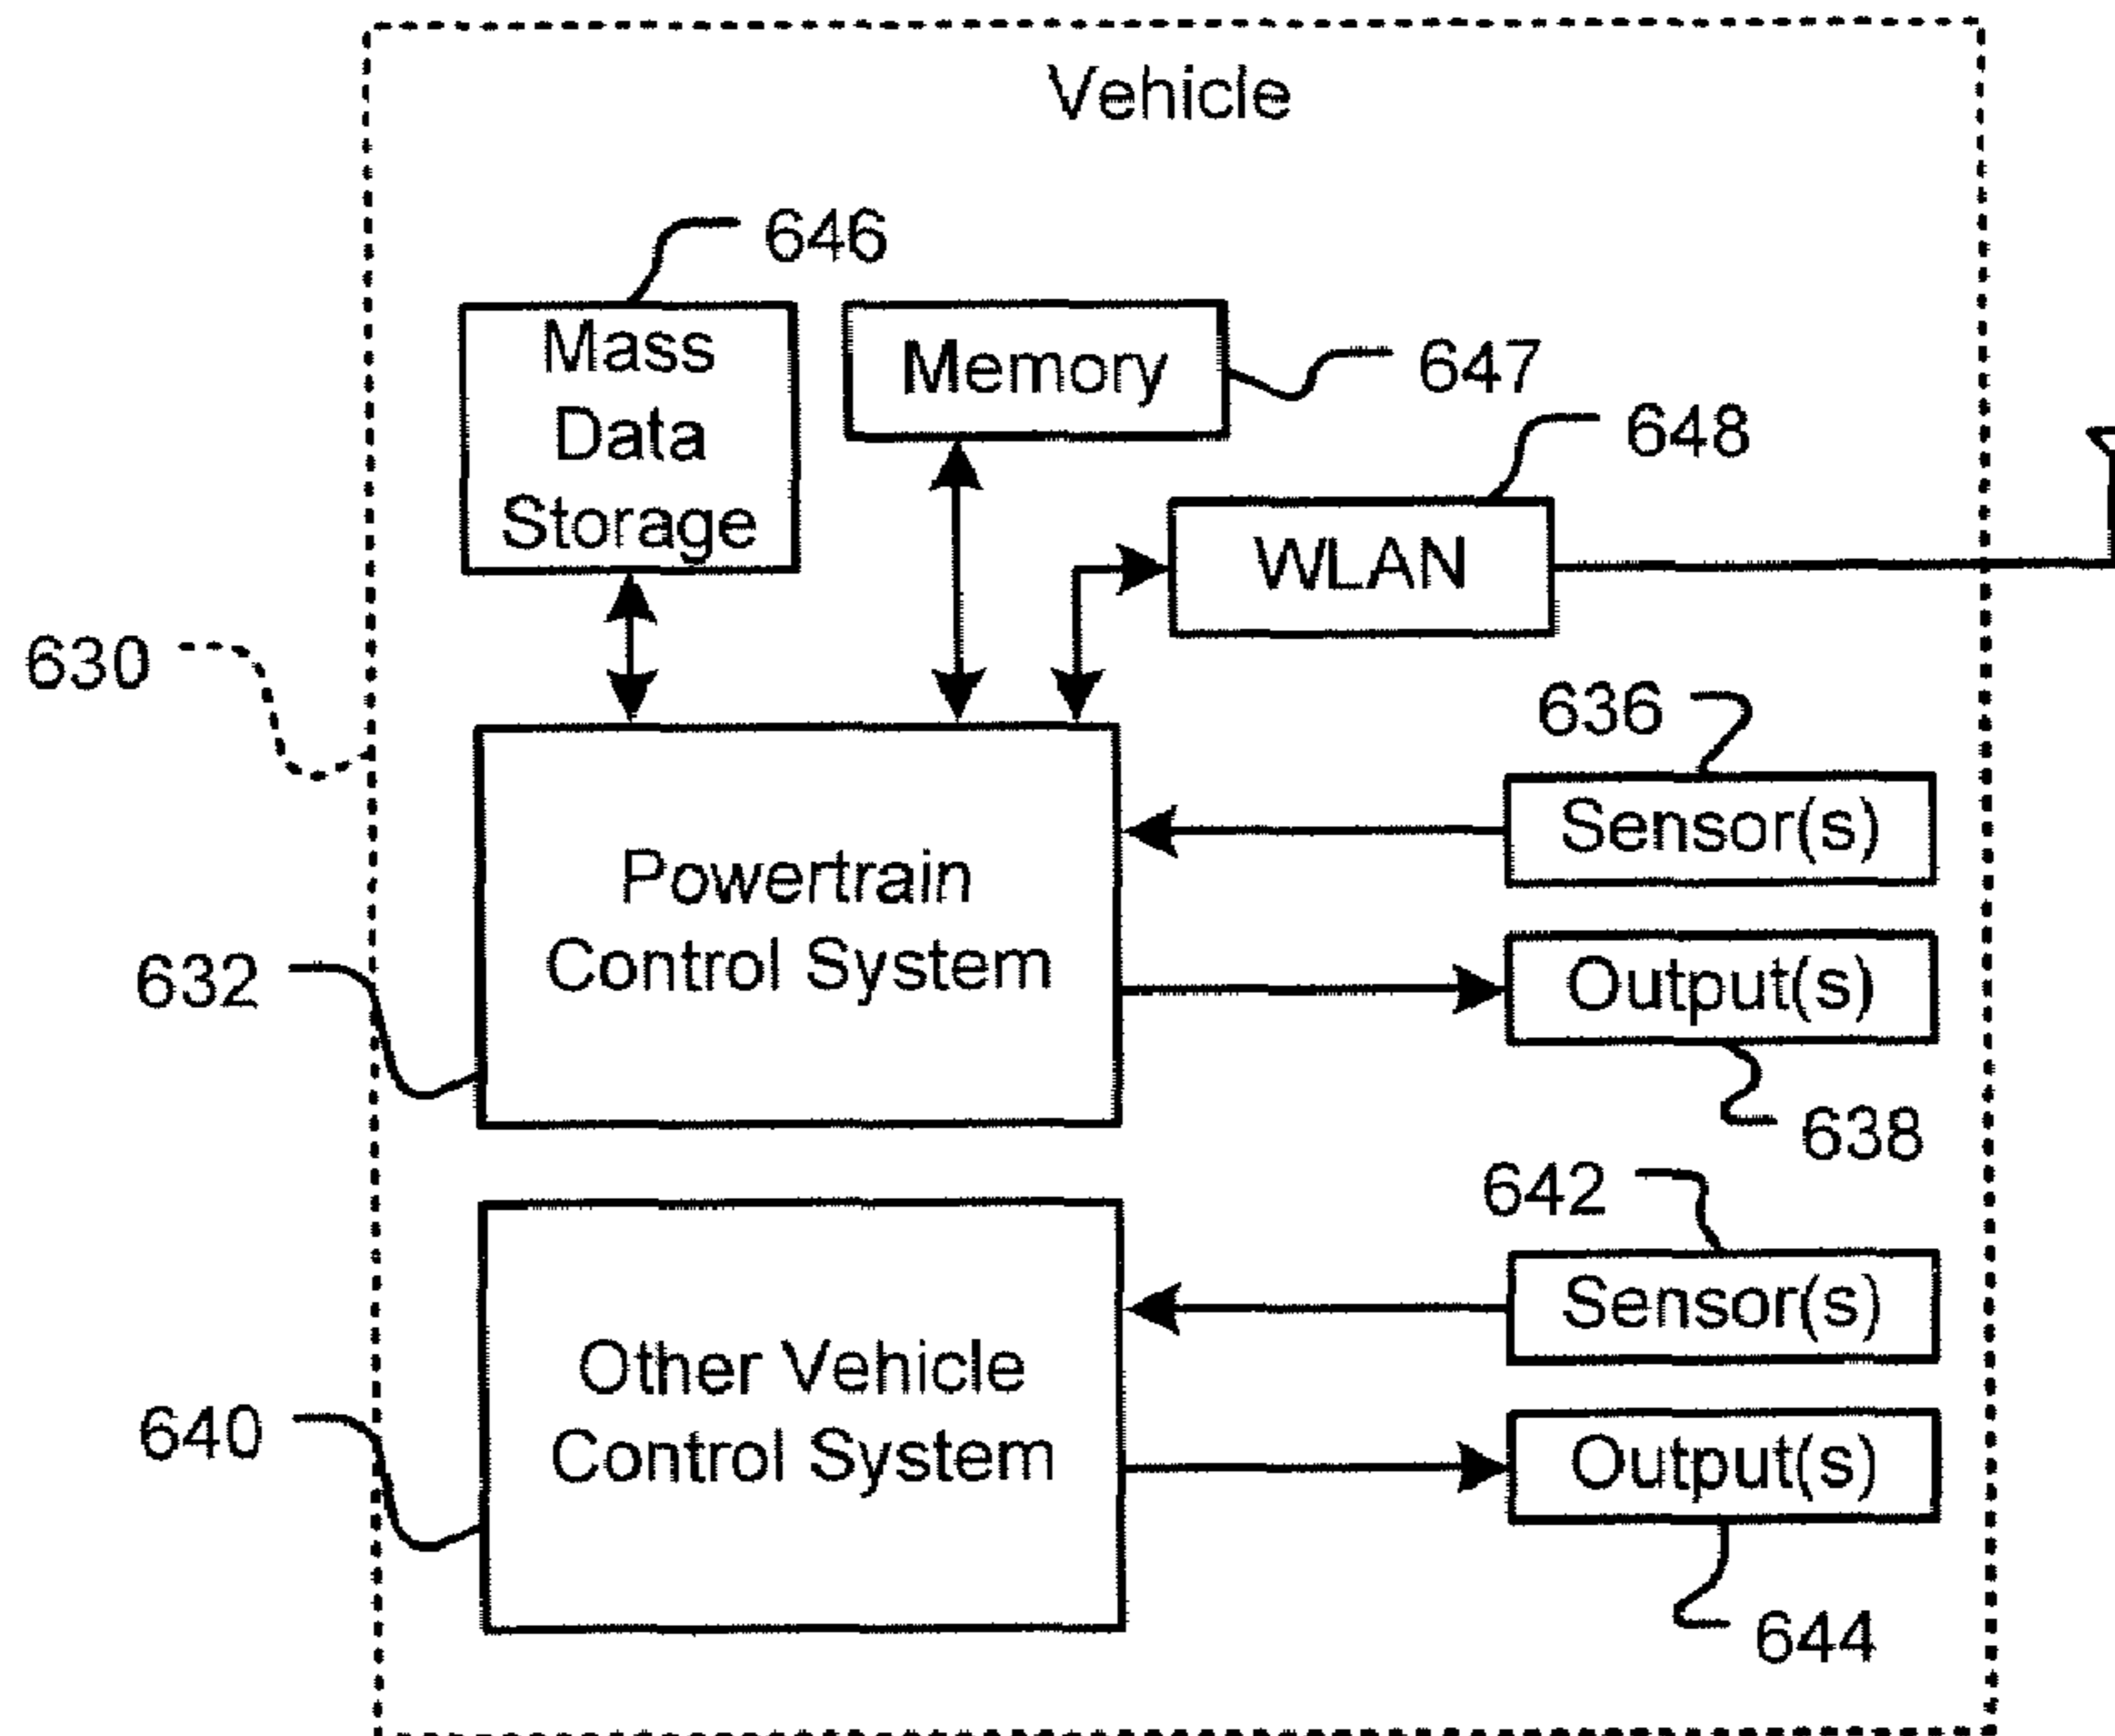 Vehicle
646
Mass
Data
Storage
Memory
647
648
WLAN
630
636
Sensor(s)
Powertrain
Control System
632
Output(s)
638
642
Sensor(s)
Other Vehicle
Control System
640
Output(s)
644